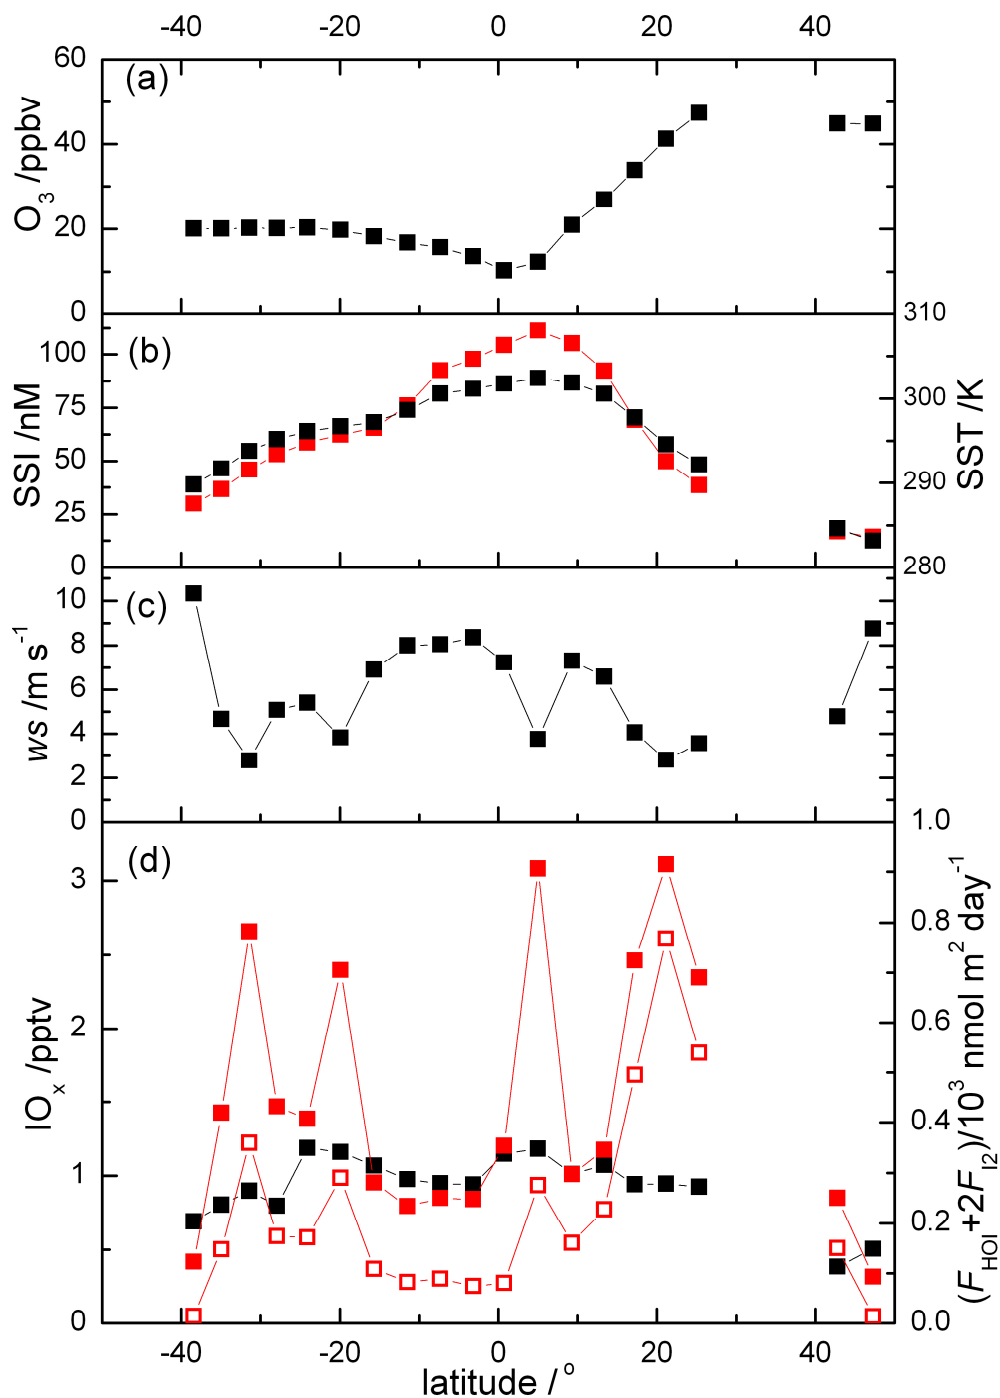 -40 -20 0 20 40
60
40
20
0
O3 /ppbv
(a)
100
75
50
25
0
SSI /nM
(b)
310
300
290
280
SST /K
10
8
6
4
2
0
ws /m s-1
(c)
3
2
1
0
IOx /pptv
(d)
1.0
0.8
0.6
0.4
0.2
0.0
(FHOI+2FI2)/10³ nmol m² day-1
-40 -20 0 20 40
latitude / °